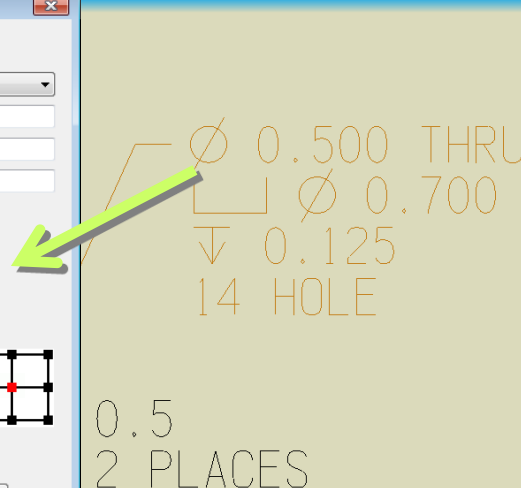 Ø 0.500 THRU
⌴ Ø 0.700
↧ 0.125
14 HOLE
0.5
2 PLACES